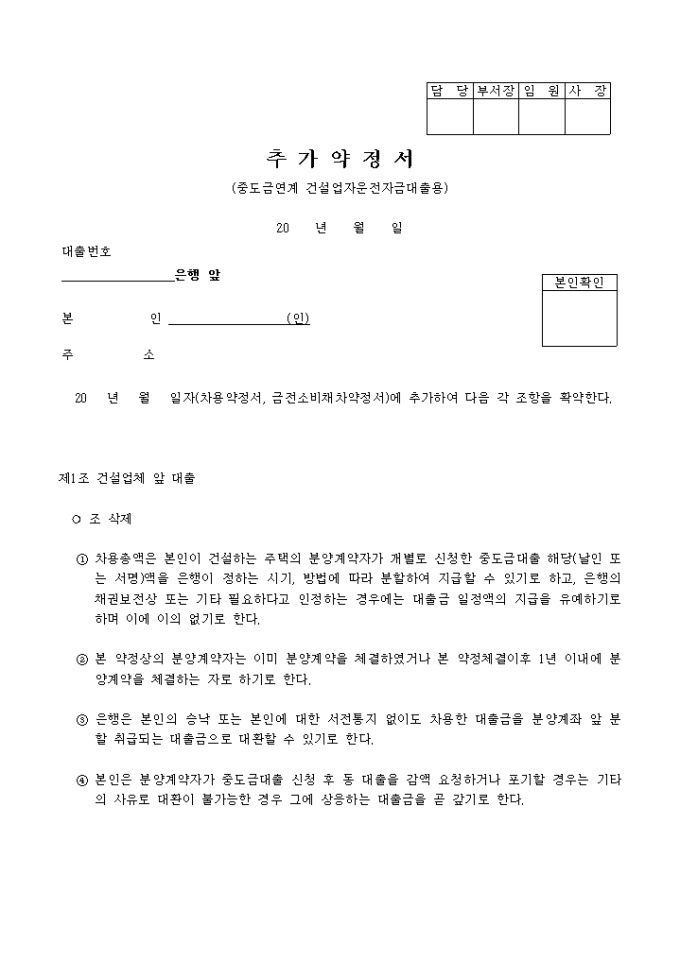 담 당 부서장 임 원 사 장
추 가 약 정 서
(중도금연계 건설업자운전자금대출용)
20 년 월 일
대출번호
은행 앞
본인확인
본 인 (인)
주 소
20 년 월 일자(차용약정서, 금전소비채차약정서)에 추가하여 다음 각 조항을 확약한다.
제1조 건설업체 앞 대출
○ 조 삭제
① 차용총액은 본인이 건설하는 주택의 분양계약자가 개별로 신청한 중도금대출 해당(날인 또
는 서명)액을 은행이 정하는 시기, 방법에 따라 분할하여 지급할 수 있기로 하고, 은행의
채권보전상 또는 기타 필요하다고 인정하는 경우에는 대출금 일정액의 지급을 유예하기로
하며 이에 이의 없기로 한다.
② 본 약정상의 분양계약자는 이미 분양계약을 체결하였거나 본 약정체결이후 1년 이내에 분
양계약을 체결하는 자로 하기로 한다.
③ 은행은 본인의 승낙 또는 본인에 대한 서전통지 없이도 차용한 대출금을 분양계좌 앞 분
할 취급되는 대출금으로 대환할 수 있기로 한다.
④ 본인은 분양계약자가 중도금대출 신청 후 동 대출을 감액 요청하거나 포기할 경우는 기타
의 사유로 대환이 불가능한 경우 그에 상응하는 대출금을 곧 갚기로 한다.